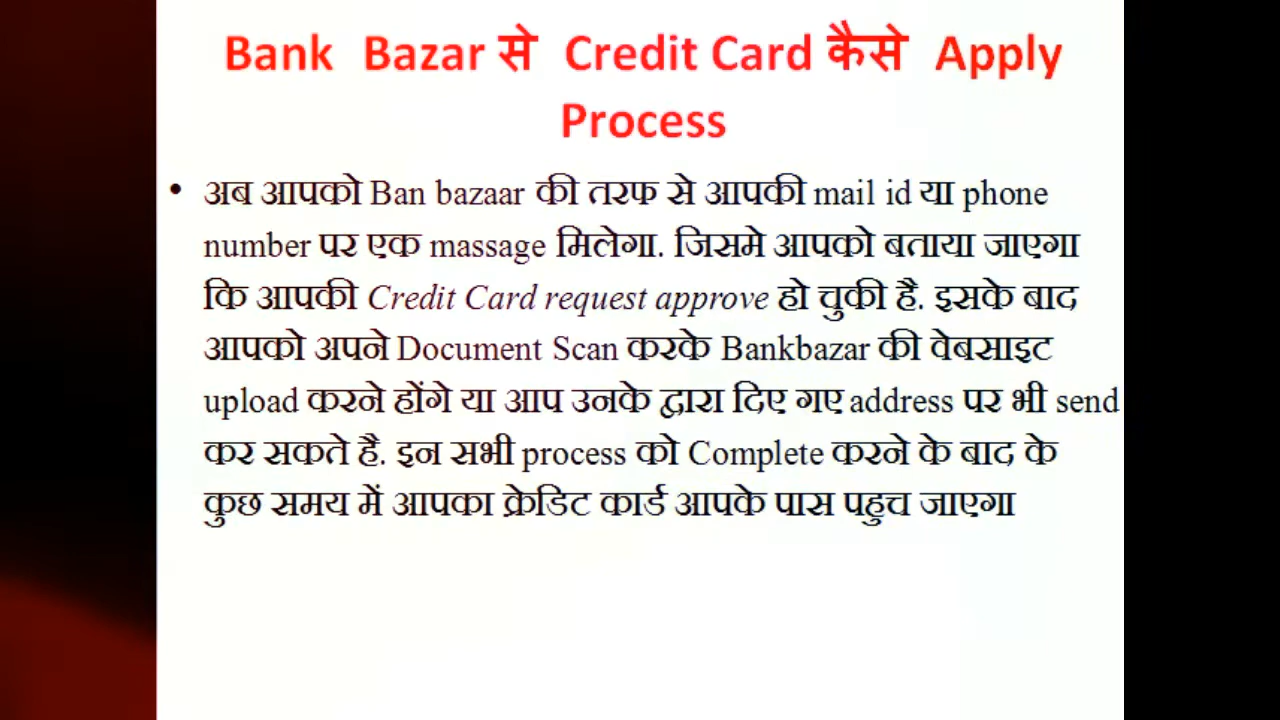 Bank Bazar से Credit Card कैसे Apply
Process
• अब आपको Ban bazaar की तरफ से आपकी mail id या phone
number पर एक massage मिलेगा. जिसमे आपको बताया जाएगा
कि आपकी Credit Card request approve हो चुकी है. इसके बाद
आपको अपने Document Scan करके Bankbazar की वेबसाइट
upload करने होंगे या आप उनके द्वारा दिए गए address पर भी send
कर सकते है. इन सभी process को Complete करने के बाद के
कुछ समय में आपका क्रेडिट कार्ड आपके पास पहुच जाएगा